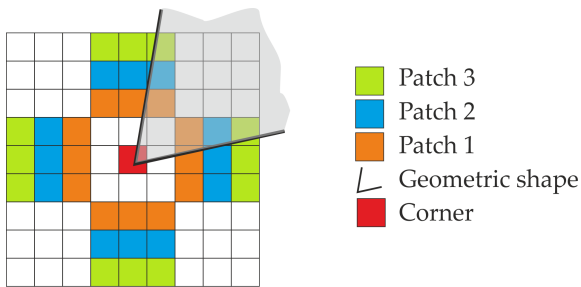 Patch 3
Patch 2
Patch 1
Geometric shape
Corner